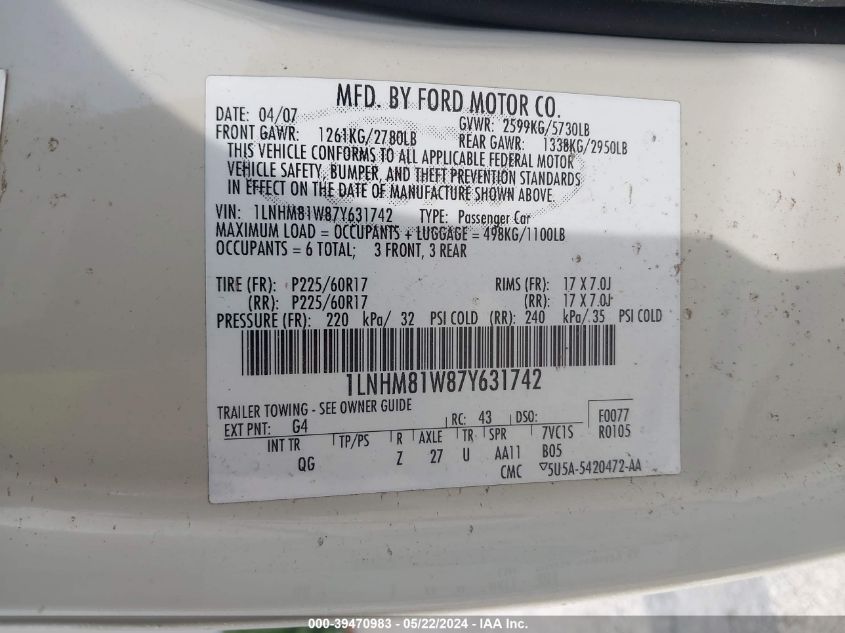 MFD. BY FORD MOTOR CO.
DATE: 04/07 GVWR: 2599KG/5730LB
FRONT GAWR: 1261KG/2780LB REAR GAWR: 1338KG/2950LB
THIS VEHICLE CONFORMS TO ALL APPLICABLE FEDERAL MOTOR
VEHICLE SAFETY, BUMPER, AND THEFT PREVENTION STANDARDS
IN EFFECT ON THE DATE OF MANUFACTURE SHOWN ABOVE.
VIN: 1LNHM81W87Y631742 TYPE: Passenger Car
MAXIMUM LOAD = OCCUPANTS + LUGGAGE = 498KG/1100LB
OCCUPANTS = 6 TOTAL; 3 FRONT, 3 REAR
TIRE (FR): P225/60R17 RIMS (FR): 17 X 7.0J
(RR): P225/60R17 (RR): 17 X 7.0J
PRESSURE (FR): 220 kPa/ 32 PSI COLD (RR): 240 kPa/ 35 PSI COLD
1LNHM81W87Y631742
TRAILER TOWING - SEE OWNER GUIDE
EXT PNT: G4 RC: 43 DSO: F0077
INT TR TP/PS R AXLE TR SPR 7VC1S R0105
QG Z 27 U AA11 B05
CMC 5U5A-5420472-AA
000-39470983 / 05/22/2024 - IAA Inc.